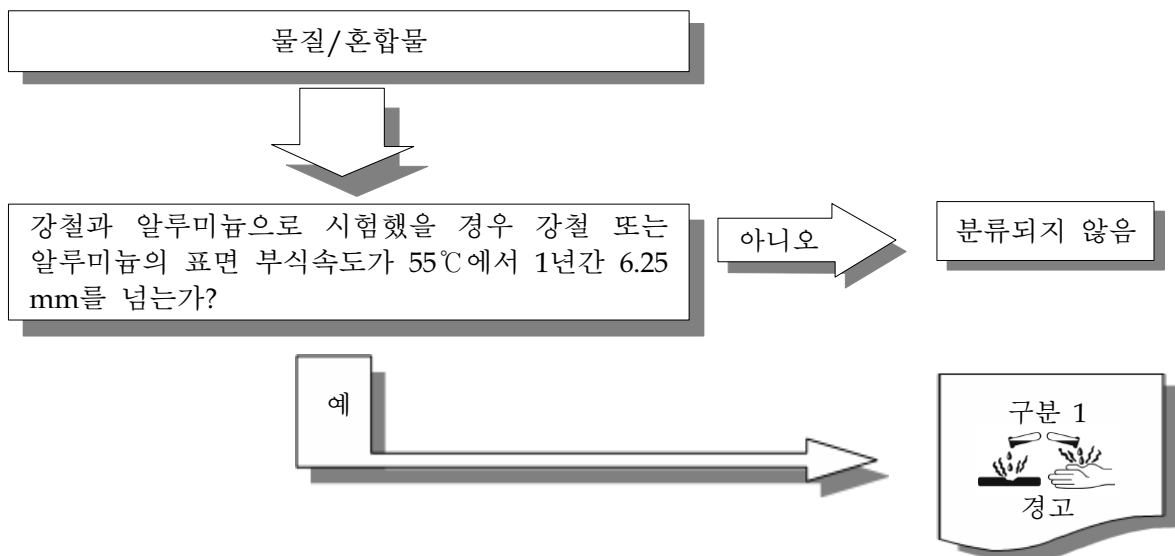 물질/혼합물
강철과 알루미늄으로 시험했을 경우 강철 또는
알루미늄의 표면 부식속도가 55℃에서 1년간 6.25
mm를 넘는가?
아니오
분류되지 않음
예
구분 1
경고